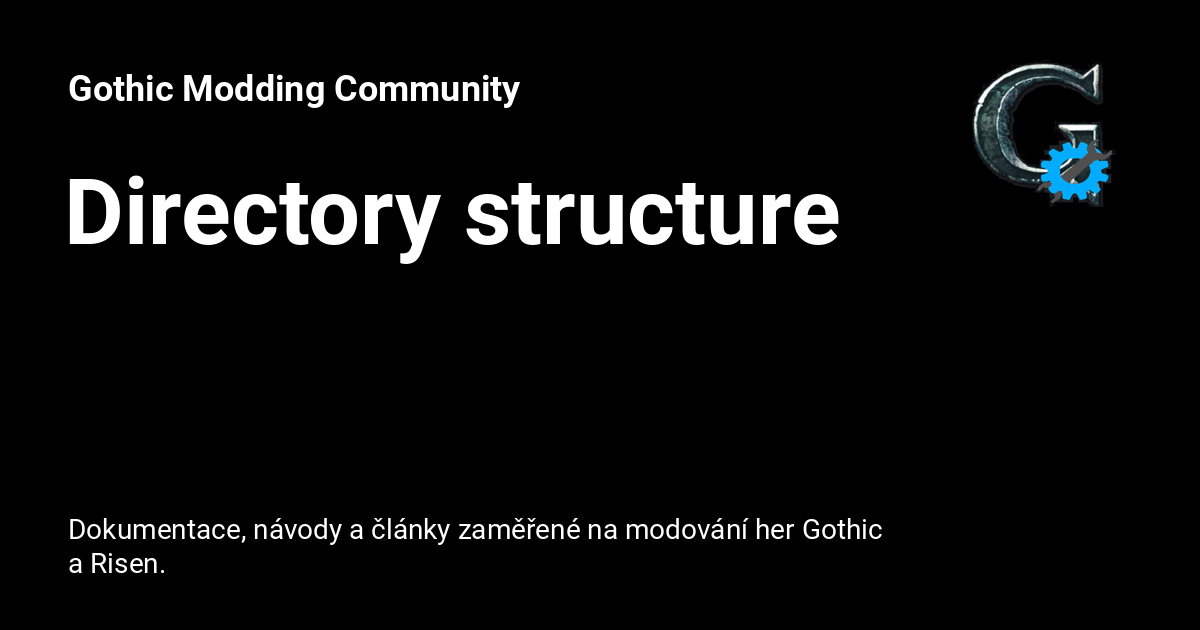 Gothic Modding Community
Directory structure
Dokumentace, návody a články zaměřené na modování her Gothic
a Risen.